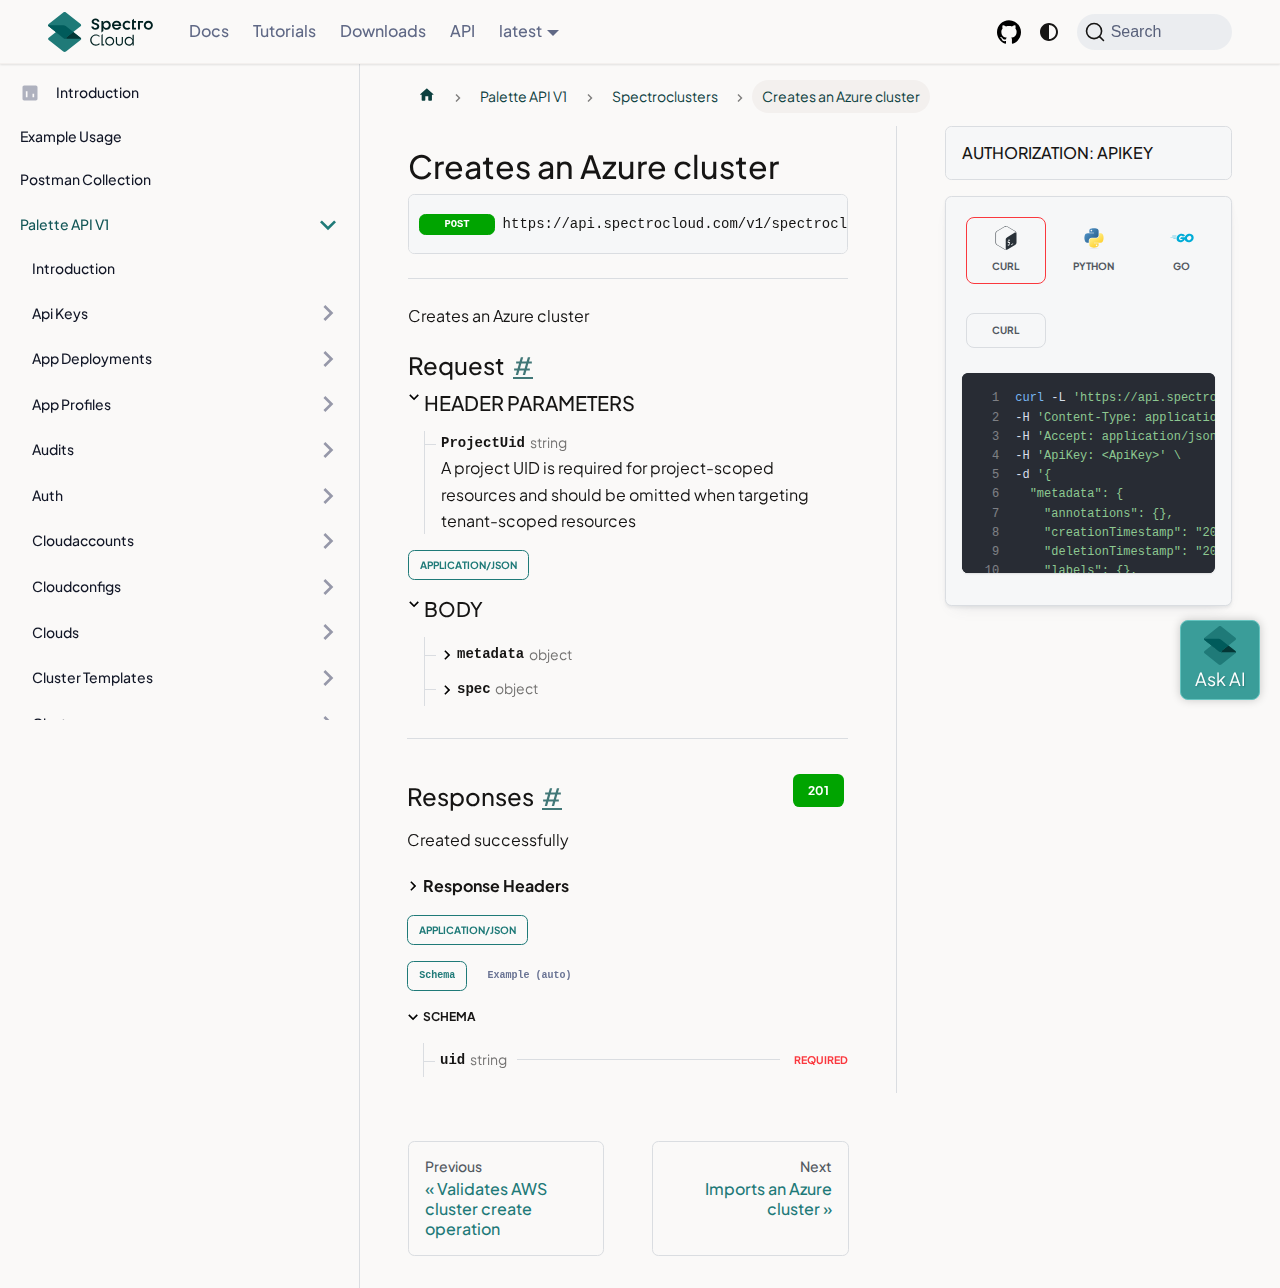 Spectro
Cloud
Docs
Tutorials
Downloads
API
latest
Search
Introduction
Example Usage
Postman Collection
Palette API V1
Introduction
Api Keys
App Deployments
App Profiles
Audits
Auth
Cloudaccounts
Cloudconfigs
Clouds
Cluster Templates
Palette API V1
Spectroclusters
Creates an Azure cluster
Creates an Azure cluster
POST https://api.spectrocloud.com/v1/spectrocl
Creates an Azure cluster
Request #
HEADER PARAMETERS
ProjectUid string
A project UID is required for project-scoped
resources and should be omitted when targeting
tenant-scoped resources
APPLICATION/JSON
BODY
metadata object
spec object
Responses #
201
Created successfully
Response Headers
APPLICATION/JSON
Schema
Example (auto)
SCHEMA
uid string
REQUIRED
Previous
« Validates AWS
cluster create
operation
Next
Imports an Azure
cluster »
AUTHORIZATION: APIKEY
CURL
PYTHON
GO
CURL
1 curl -L 'https://api.spectro
2 -H 'Content-Type: applicatio
3 -H 'Accept: application/json
4 -H 'ApiKey: <ApiKey>' \
5 -d '{
6 "metadata": {
7 "annotations": {},
8 "creationTimestamp": "20
9 "deletionTimestamp": "20
10 "labels": {},
Ask AI